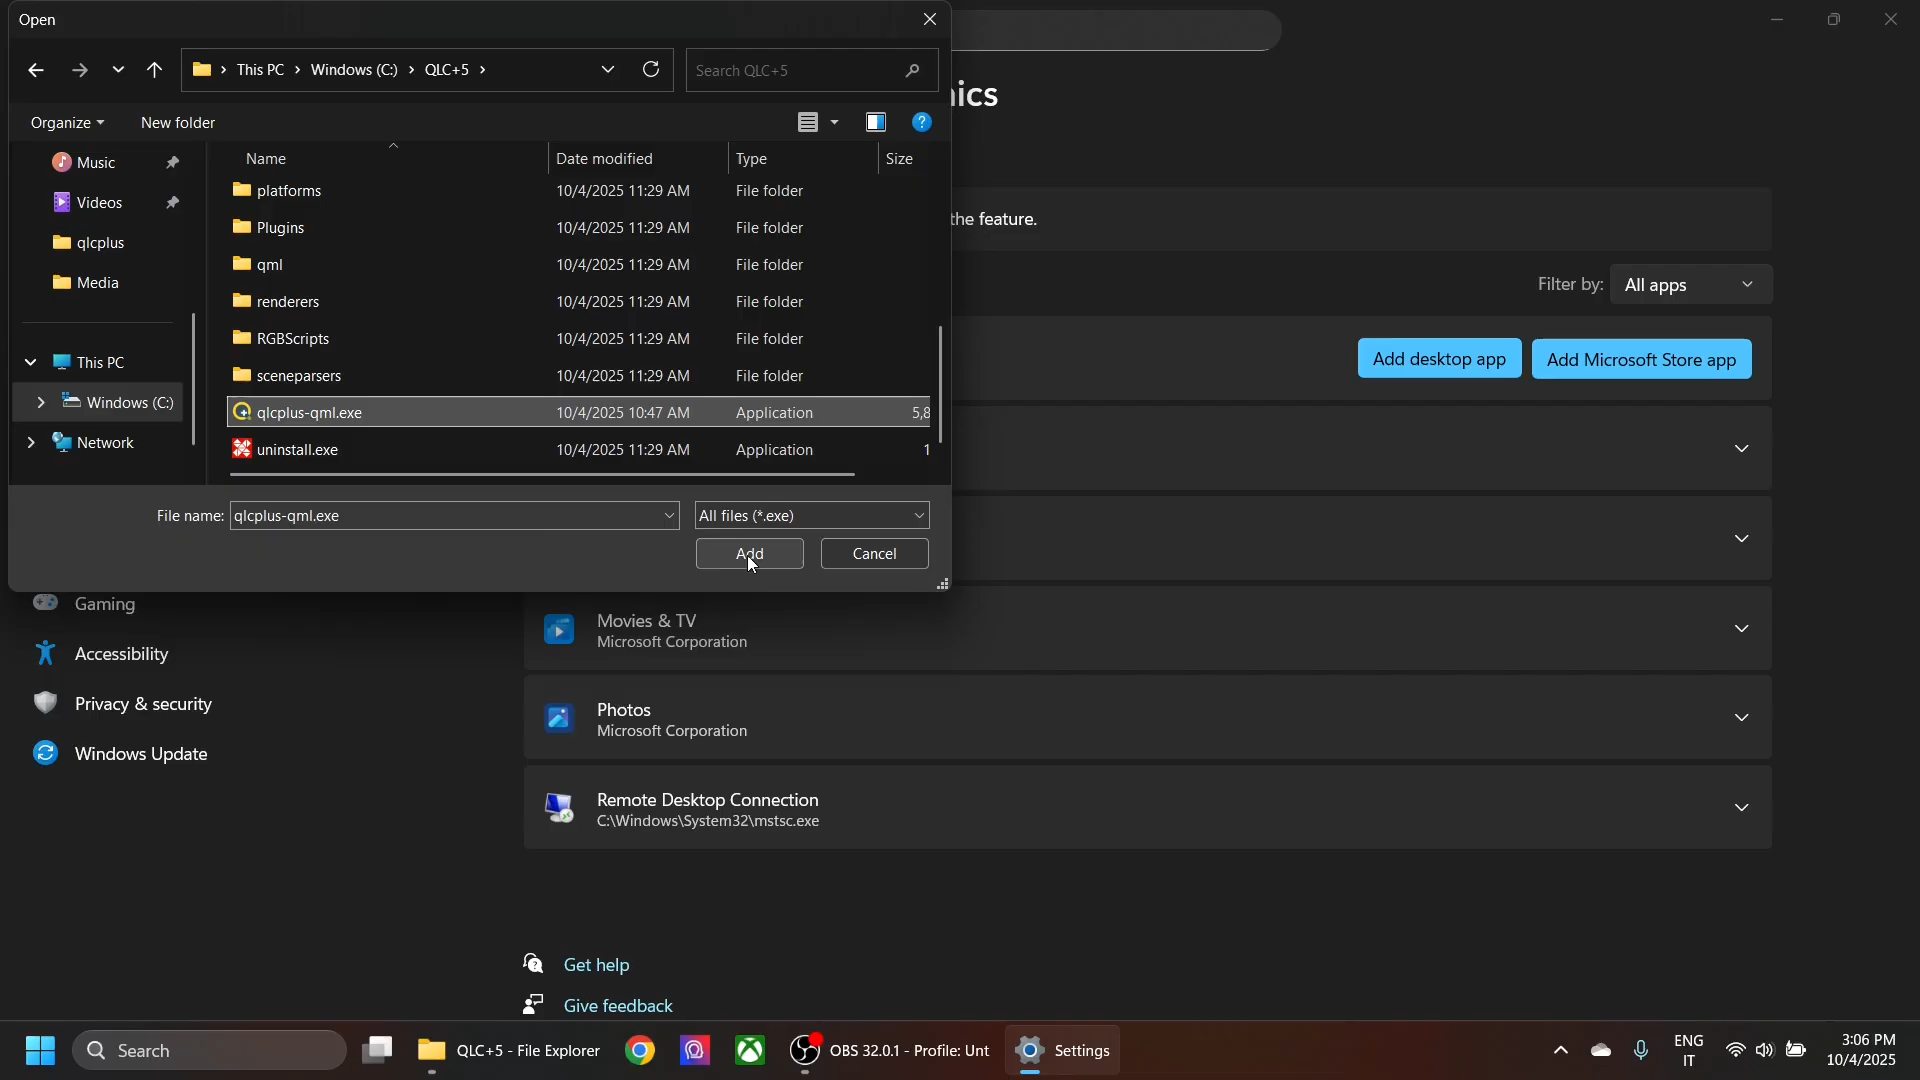 Open
This PC > Windows (C:) > QLC+5 >
Search QLC+5
ics
Organize
New folder
Music
Videos
qlcplus
Media
This PC
Windows (C:)
Network
Name Date modified Type Size
platforms 10/4/2025 11:29 AM File folder
Plugins 10/4/2025 11:29 AM File folder
qml 10/4/2025 11:29 AM File folder
renderers 10/4/2025 11:29 AM File folder
RGBScripts 10/4/2025 11:29 AM File folder
sceneparsers 10/4/2025 11:29 AM File folder
qlcplus-qml.exe 10/4/2025 10:47 AM Application 5,8
uninstall.exe 10/4/2025 11:29 AM Application 1
File name: qlcplus-qml.exe
All files (*.exe)
Add
Cancel
the feature.
Filter by: All apps
Add desktop app
Add Microsoft Store app
Gaming
Accessibility
Privacy & security
Windows Update
Movies & TV
Microsoft Corporation
Photos
Microsoft Corporation
Remote Desktop Connection
C:\Windows\System32\mstsc.exe
Get help
Give feedback
Search
QLC+5 - File Explorer
OBS 32.0.1 - Profile: Unt
Settings
ENG
IT
3:06 PM
10/4/2025